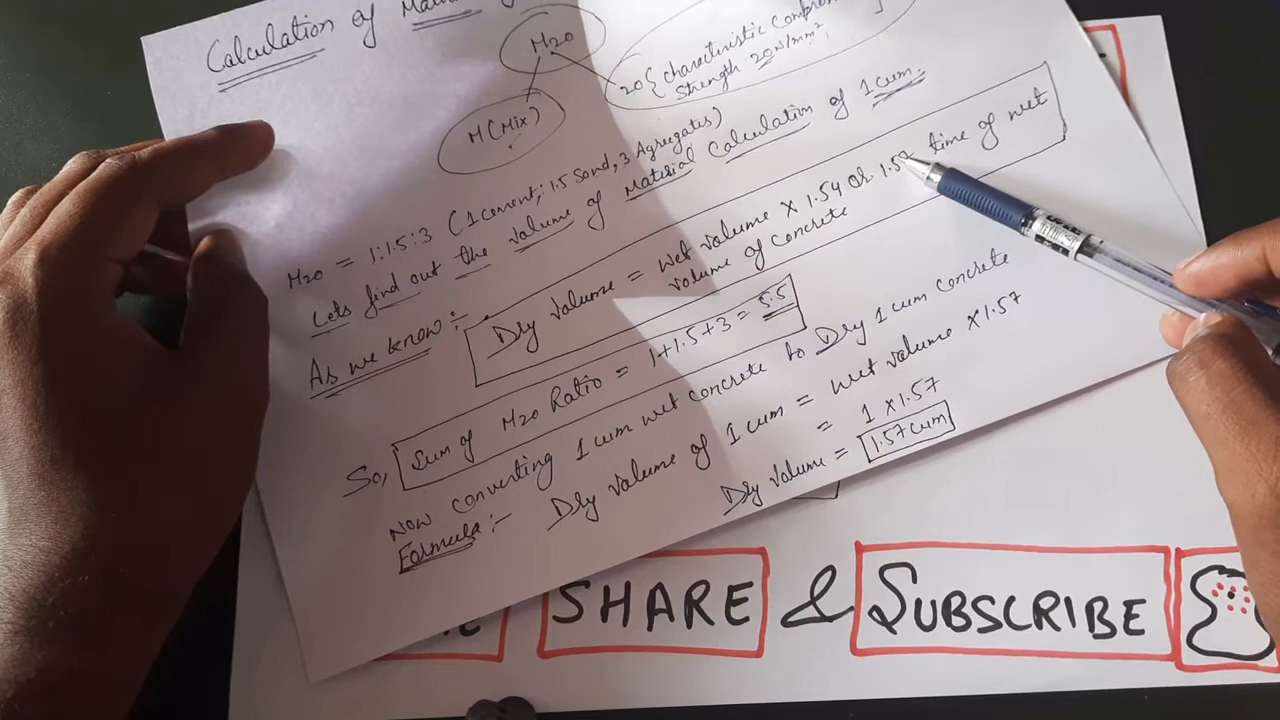 Calculation of
M20
M (Mix)
20 { Characteristic
Strength 20 N/mm²,
M20 = 1:1.5:3 (1 cement, 1.5 Sand, 3 Agreegates)
Lets find out the volume of Material Calculation of 1 cum.
As we know:-
Dry volume = Wet volume X 1.54 or 1.57 time of wet
volume of concrete
So, Sum of M20 Ratio = 1+1.5+3 = 5.5
Now converting 1 cum wet concrete to Dry 1 cum concrete
Formula:- Dry volume of 1 cum = Wet volume X 1.57
= 1 X 1.57
Dry volume = 1.57 cum
SHARE & SUBSCRIBE